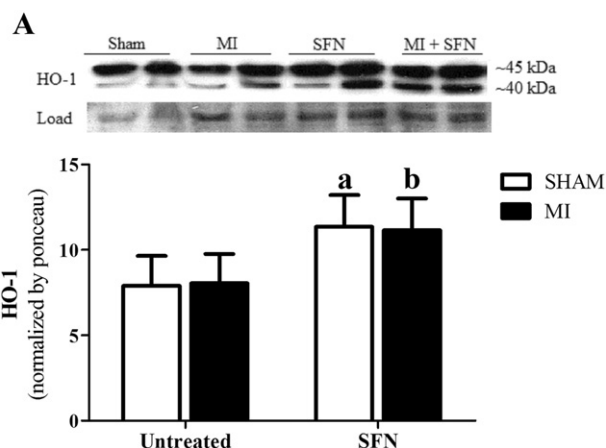 A
Sham MI SFN MI + SFN
HO-1
~45 kDa
~40 kDa
Load
15
10
5
0
HO-1
(normalized by ponceau)
a b
SHAM
MI
Untreated SFN